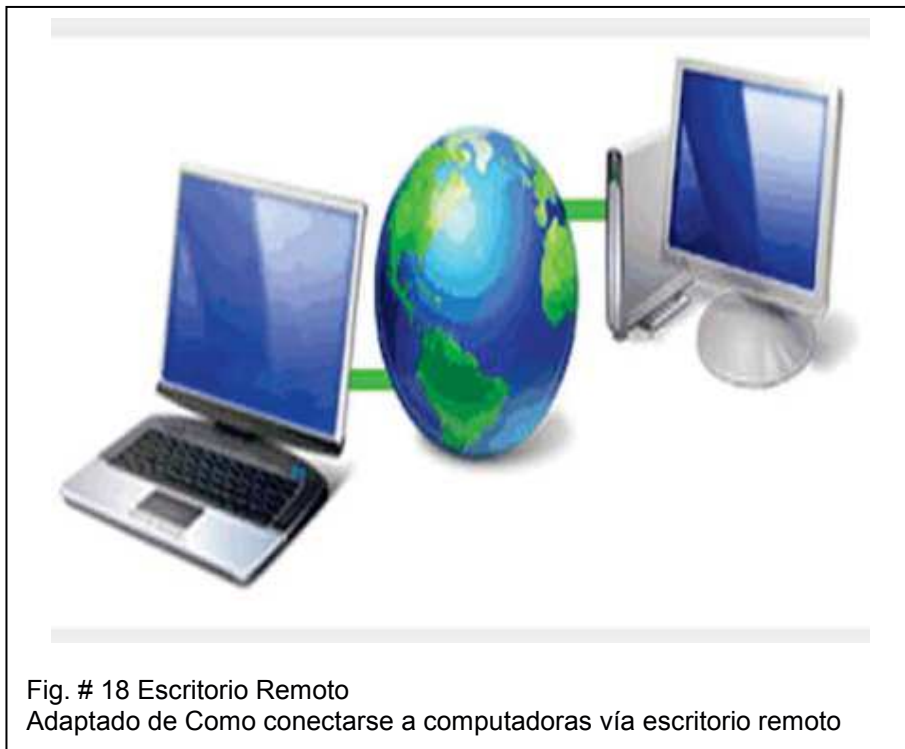 Fig. # 18 Escritorio Remoto
Adaptado de Como conectarse a computadoras vía escritorio remoto